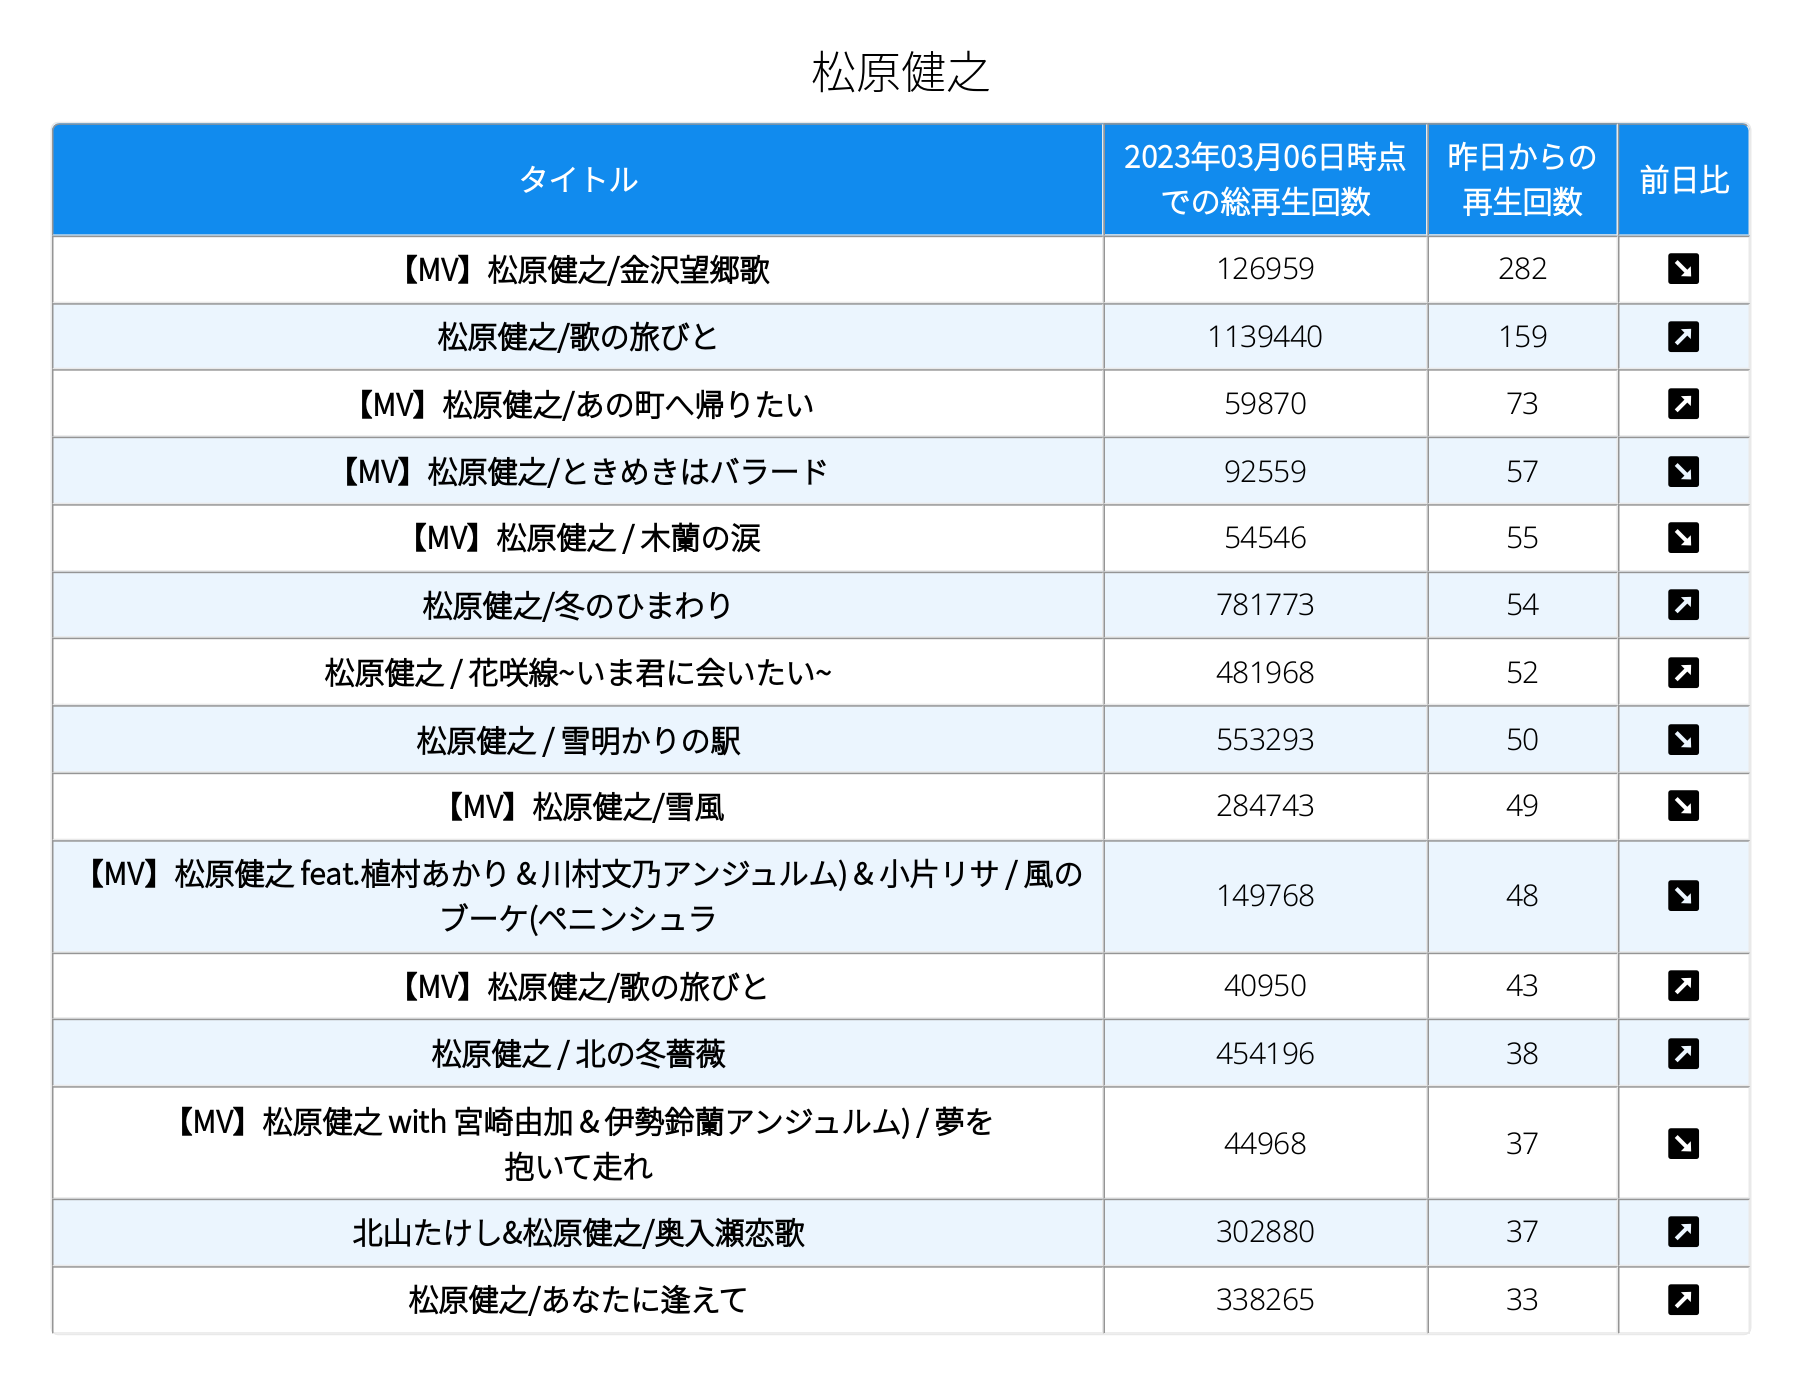 松原健之
タイトル
2023年03月06日時点
での総再生回数
昨日からの
再生回数
前日比
【MV】松原健之/金沢望郷歌 126959 282
松原健之/歌の旅びと 1139440 159
【MV】松原健之/あの町へ帰りたい 59870 73
【MV】松原健之/ときめきはバラード 92559 57
【MV】松原健之 / 木蘭の涙 54546 55
松原健之/冬のひまわり 781773 54
松原健之 / 花咲線~いま君に会いたい~ 481968 52
松原健之 / 雪明かりの駅 553293 50
【MV】松原健之/雪風 284743 49
【MV】松原健之 feat.植村あかり & 川村文乃アンジュルム) & 小片リサ / 風の
ブーケ(ペニンシュラ
149768 48
【MV】松原健之/歌の旅びと 40950 43
松原健之 / 北の冬薔薇 454196 38
【MV】松原健之 with 宮崎由加 & 伊勢鈴蘭アンジュルム) / 夢を
抱いて走れ
44968 37
北山たけし&松原健之/奥入瀬恋歌 302880 37
松原健之/あなたに逢えて 338265 33